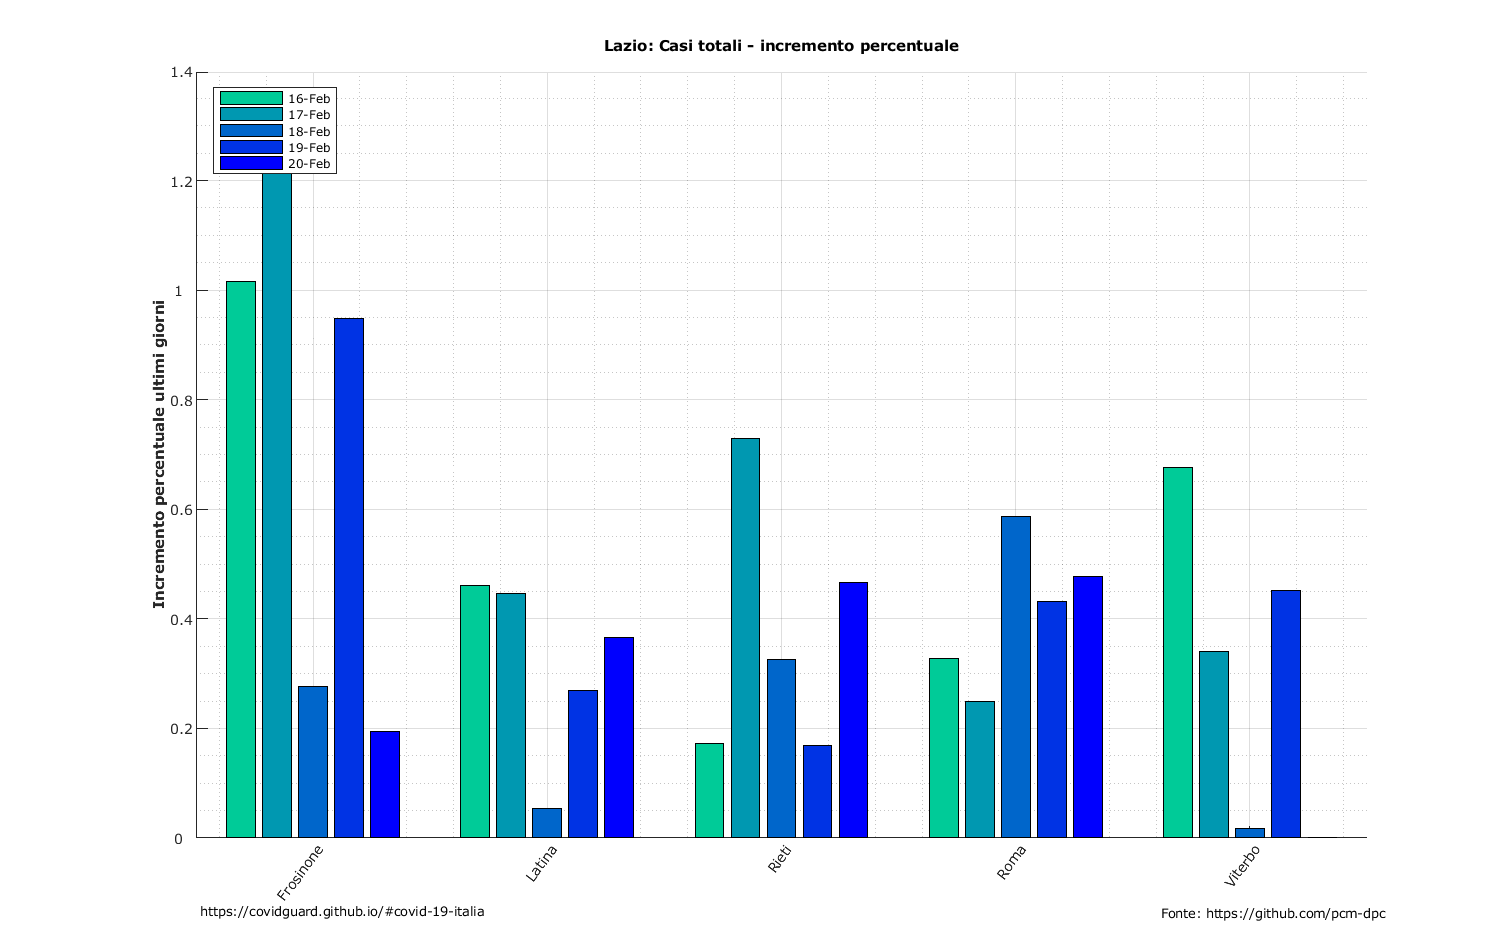 Lazio: Casi totali - incremento percentuale
1.4
1.2
1
0.8
0.6
0.4
0.2
0
Incremento percentuale ultimi giorni
16-Feb
17-Feb
18-Feb
19-Feb
20-Feb
Frosinone
Latina
Rieti
Roma
Viterbo
https://covidguard.github.io/#covid-19-italia
Fonte: https://github.com/pcm-dpc